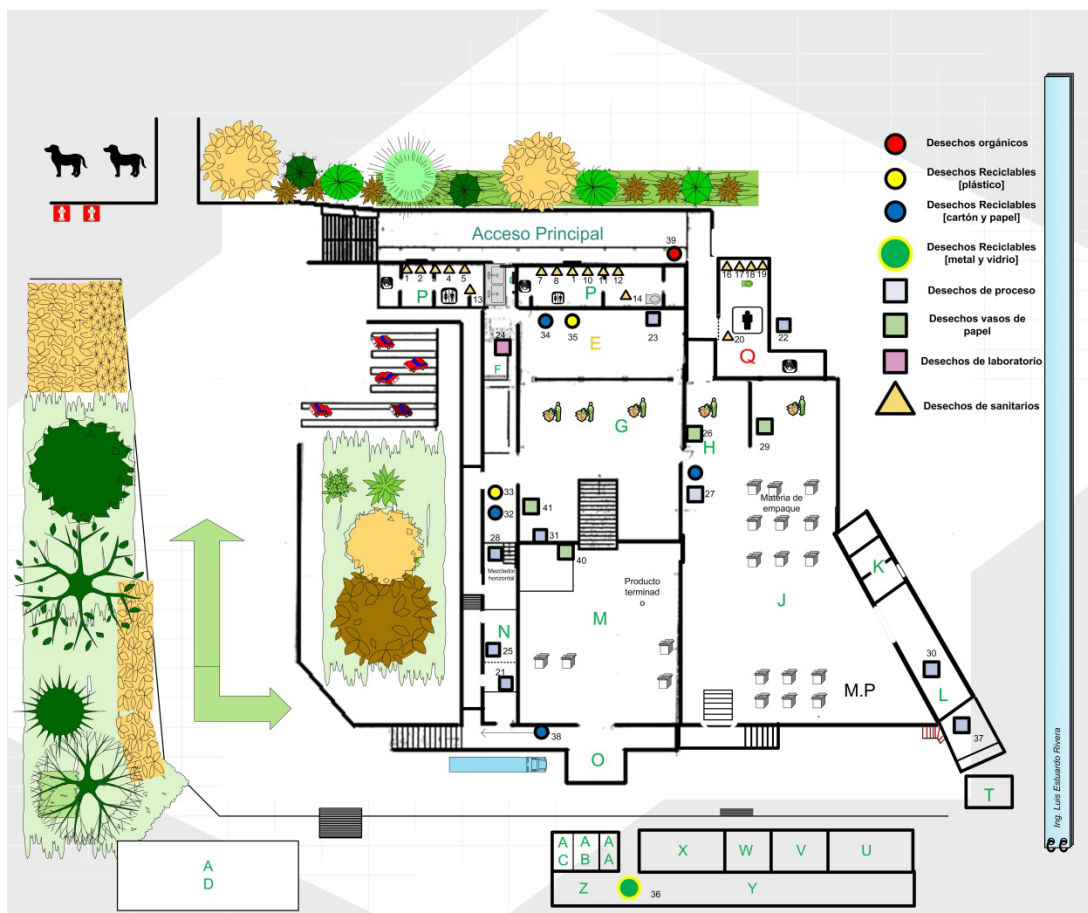 Acceso Principal
39
Desechos orgánicos
Desechos Reciclables
[plástico]
Desechos Reciclables
[cartón y papel]
Desechos Reciclables
[metal y vidrio]
Desechos de proceso
Desechos vasos de
papel
Desechos de laboratorio
Desechos de sanitarios
1
2
3
4
5
13
P
7
8
1
10
11
12
14
P
16
17
18
19
20
Q
22
34
35
E
23
24
F
G
26
H
29
27
Materia de
empaque
33
32
41
31
28
40
Mezclador
horizontal
Producto
terminad
o
K
J
M
N
25
21
30
L
M.P
37
38
O
T
A
D
A
C
A
B
A
A
X
W
V
U
Z
36
Y
Ing. Luis Estuardo Rivera